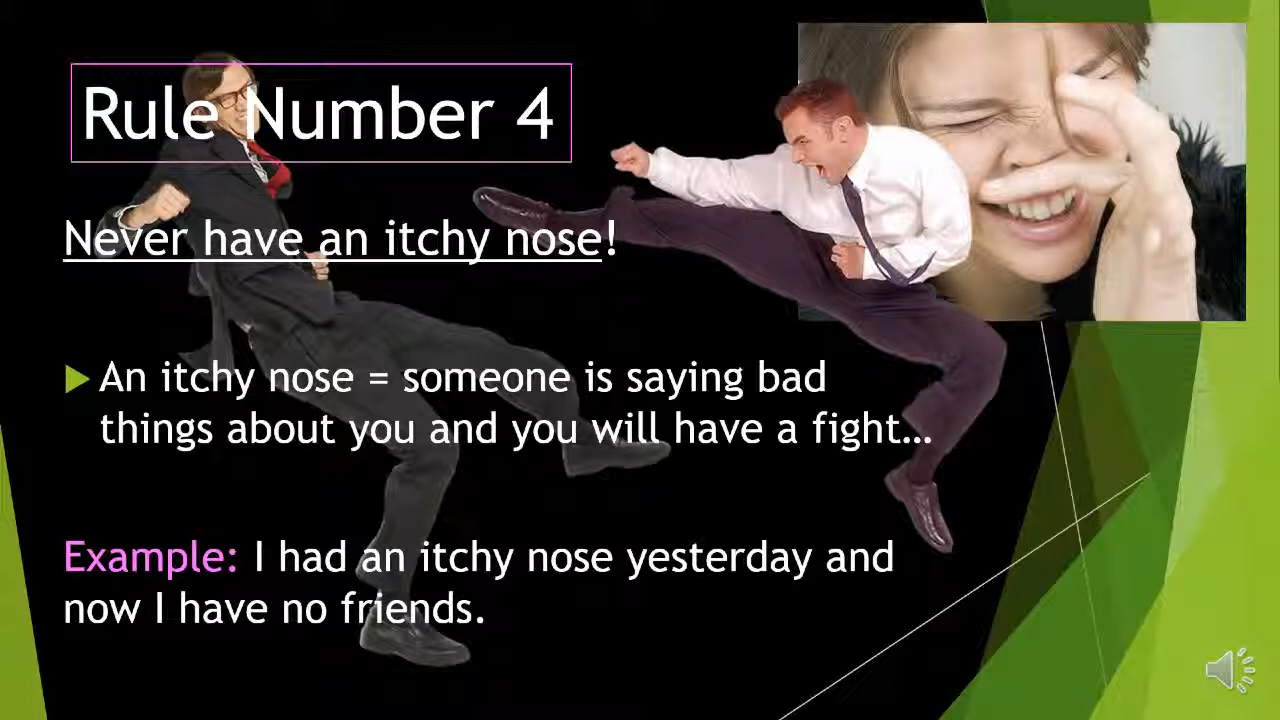 Rule Number 4
Never have an itchy nose!
An itchy nose = someone is saying bad
things about you and you will have a fight…
Example: I had an itchy nose yesterday and
now I have no friends.